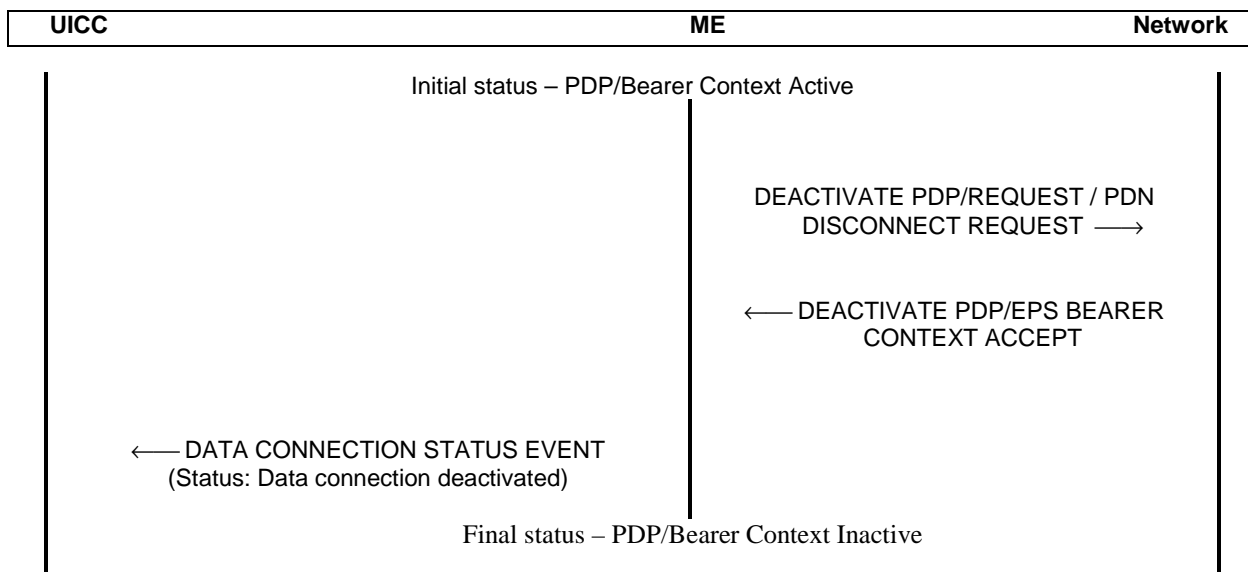 UICC ME Network
Initial status – PDP/Bearer Context Active
DEACTIVATE PDP/REQUEST / PDN
DISCONNECT REQUEST ⟶
⟵ DEACTIVATE PDP/EPS BEARER
CONTEXT ACCEPT
⟵ DATA CONNECTION STATUS EVENT
(Status: Data connection deactivated)
Final status – PDP/Bearer Context Inactive